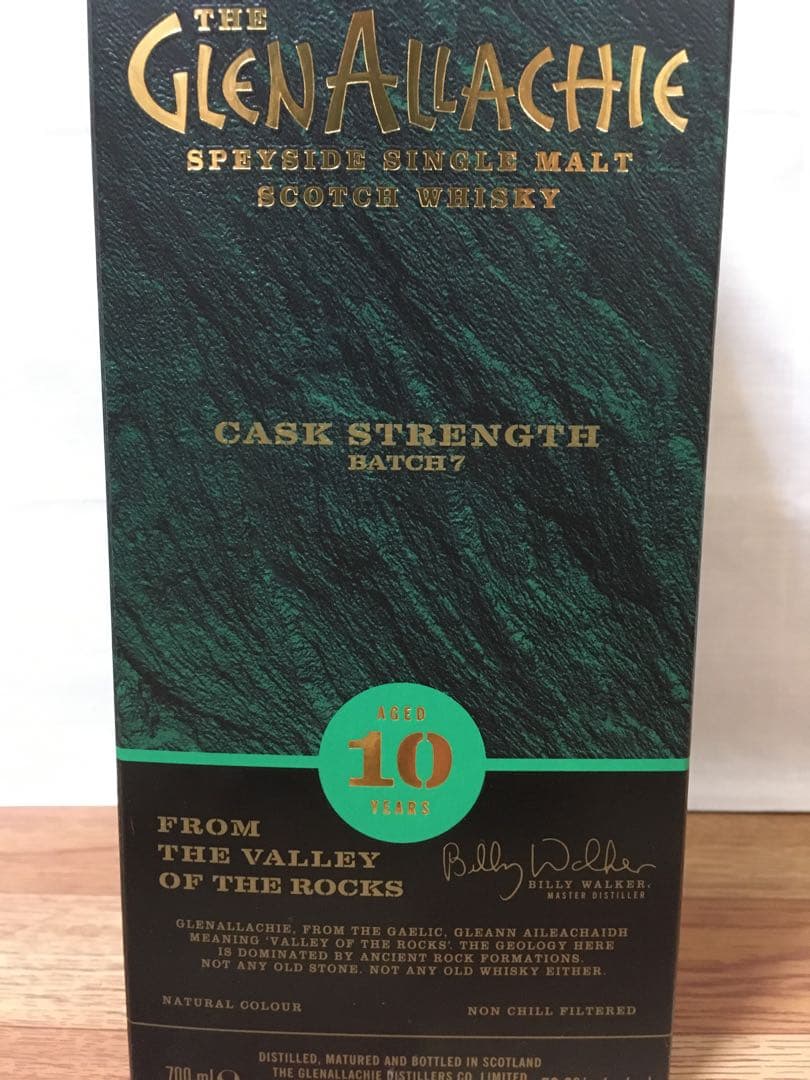 THE
GLENALLACHIE
SPEYSIDE SINGLE MALT
SCOTCH WHISKY
CASK STRENGTH
BATCH 7
AGED
10
YEARS
FROM
THE VALLEY
OF THE ROCKS
Billy Walker
BILLY WALKER,
MASTER DISTILLER
GLENALLACHIE, FROM THE GAELIC, GLEANN AILEACHAIDH
MEANING 'VALLEY OF THE ROCKS'. THE GEOLOGY HERE
IS DOMINATED BY ANCIENT ROCK FORMATIONS.
NOT ANY OLD STONE. NOT ANY OLD WHISKY EITHER.
NATURAL COLOUR
NON CHILL FILTERED
DISTILLED, MATURED AND BOTTLED IN SCOTLAND
700 ml
THE GLENALLACHIE DISTILLERS CO. LIMITED